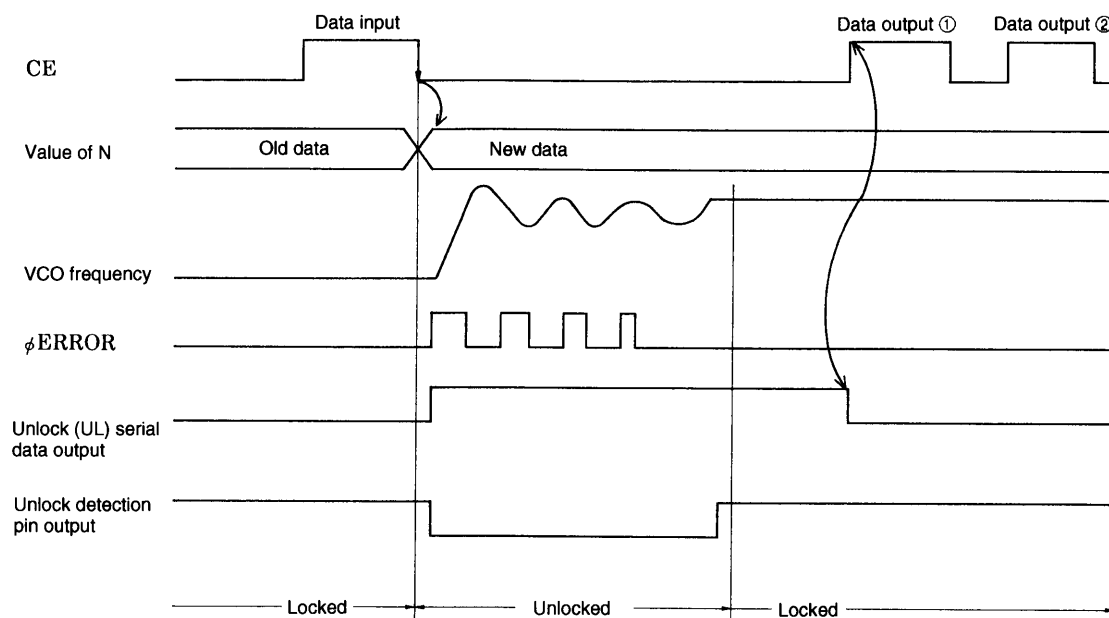 Data input
Data output ①
Data output ②
CE
Value of N
Old data
New data
VCO frequency
φERROR
Unlock (UL) serial
data output
Unlock detection
pin output
Locked
Unlocked
Locked